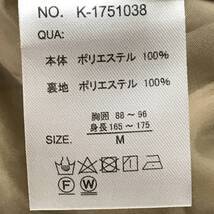 NO. K-1751038
QUA:
本体 ポリエステル 100%
裏地 ポリエステル 100%
胸囲 88～96
身長 165～175
SIZE: M
F W